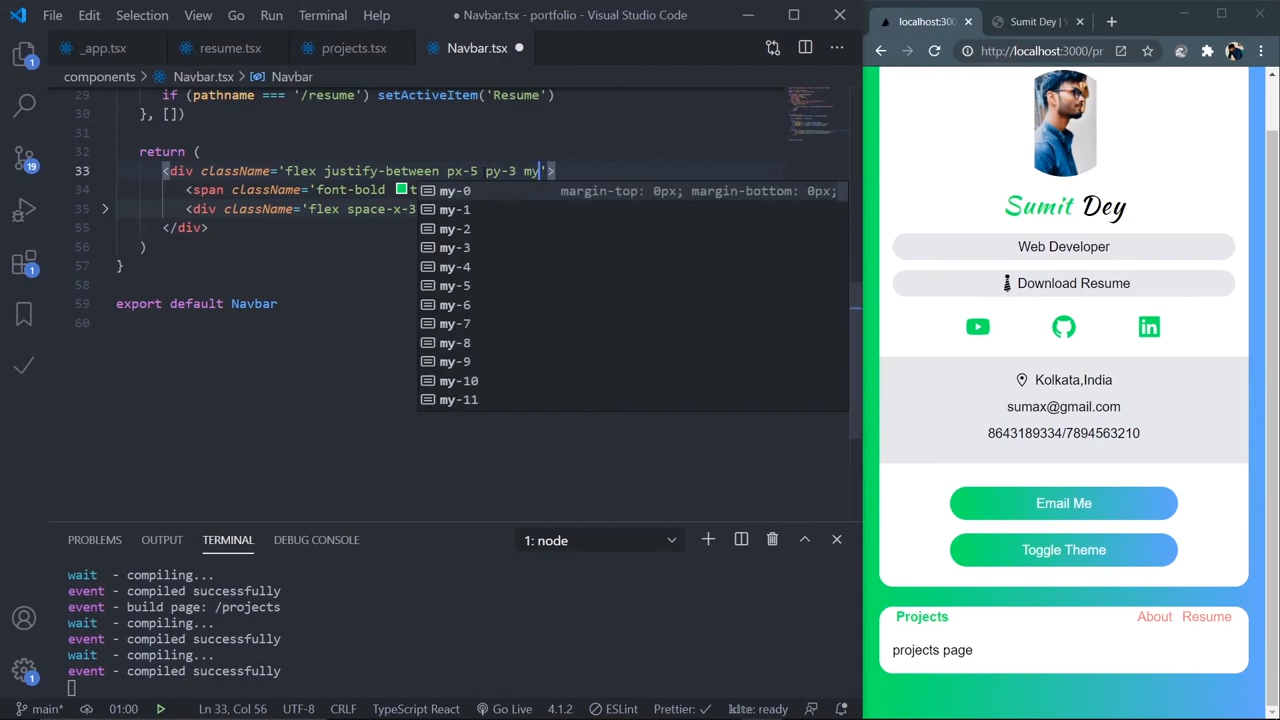 File Edit Selection View Go Run Terminal Help
● Navbar.tsx - portfolio - Visual Studio Code
_app.tsx resume.tsx projects.tsx Navbar.tsx
components > Navbar.tsx > Navbar
29 if (pathname === '/resume') setActiveItem('Resume')
30 }, [])
31
32 return (
33 <div className='flex justify-between px-5 py-3 my'>
34 <span className='font-bold t
35 <div className='flex space-x-3
55 </div>
56 )
57 }
58
59 export default Navbar
60
my-0 margin-top: 0px; margin-bottom: 0px;
my-1
my-2
my-3
my-4
my-5
my-6
my-7
my-8
my-9
my-10
my-11
PROBLEMS OUTPUT TERMINAL DEBUG CONSOLE 1: node
wait - compiling...
event - compiled successfully
event - build page: /projects
wait - compiling...
event - compiled successfully
wait - compiling...
event - compiled successfully
1
19
1
1
main* 01:00 Ln 33, Col 56 UTF-8 CRLF TypeScript React Go Live 4.1.2 ESLint Prettier: ✓ kite: ready
localhost:300 Sumit Dey |
http://localhost:3000/pr
Sumit Dey
Web Developer
Download Resume
Kolkata,India
sumax@gmail.com
8643189334/7894563210
Email Me
Toggle Theme
Projects About Resume
projects page